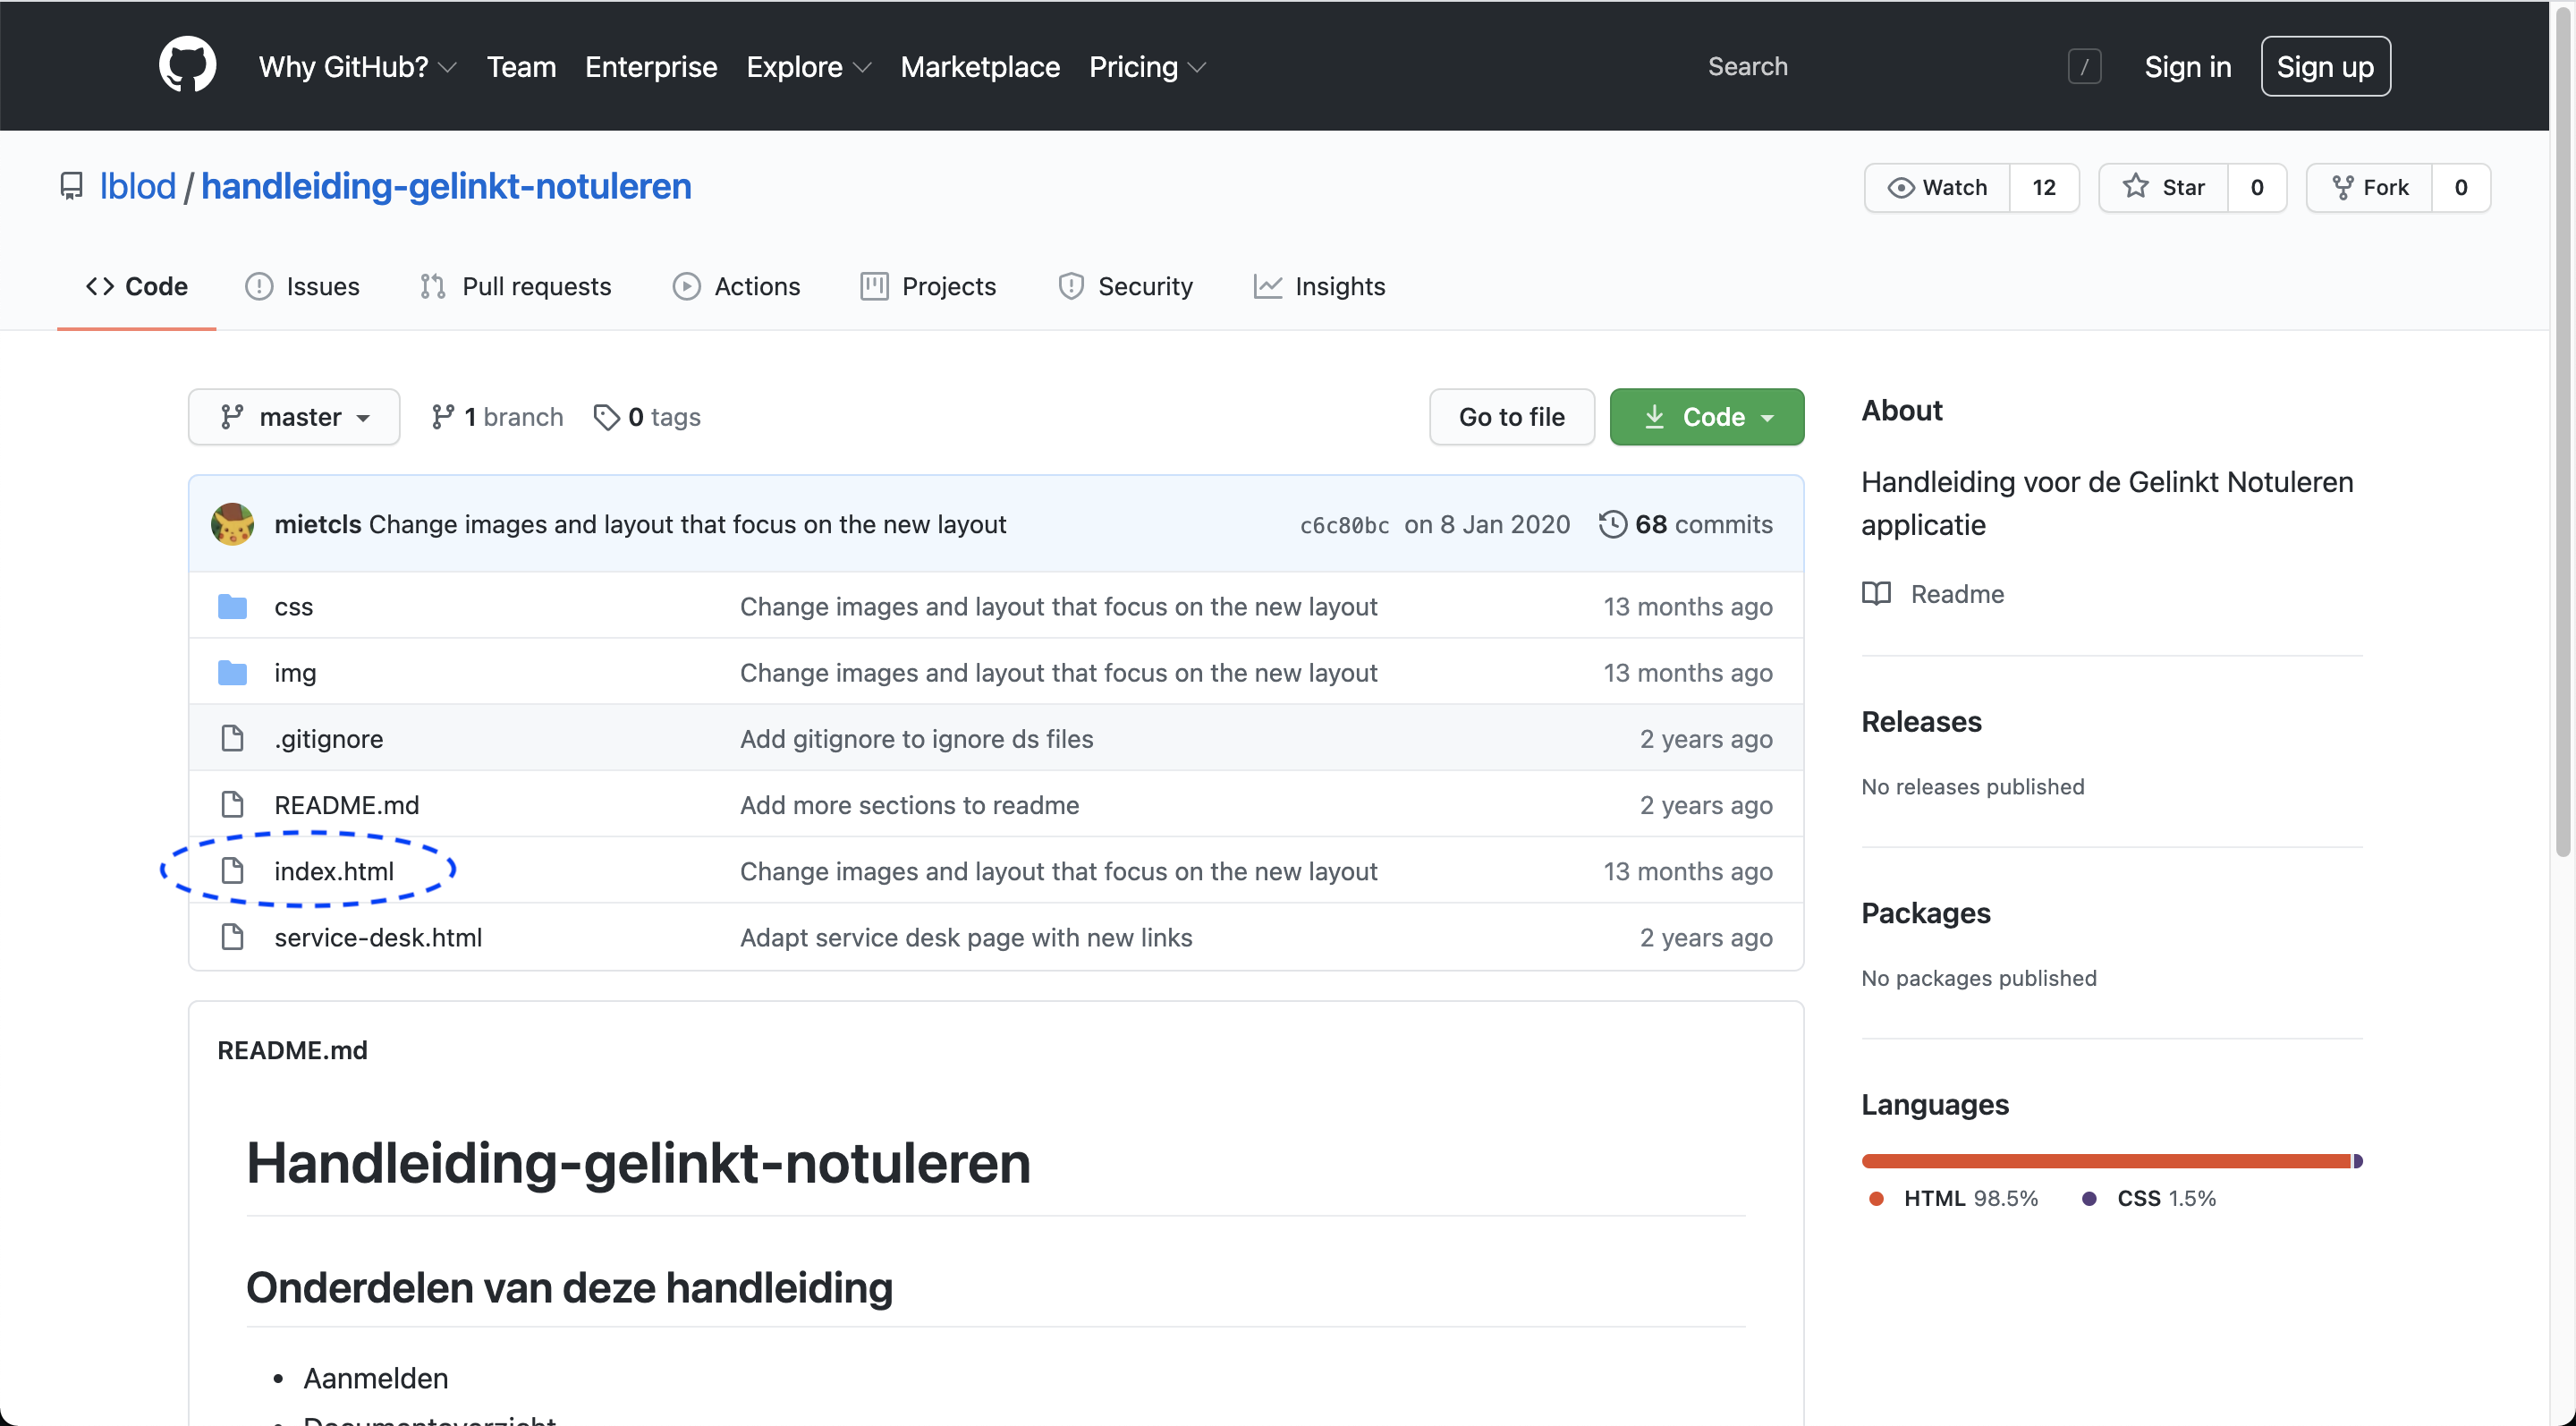 Why GitHub? Team Enterprise Explore Marketplace Pricing Search / Sign in Sign up
lblod / handleiding-gelinkt-notuleren Watch 12 Star 0 Fork 0
Code Issues Pull requests Actions Projects Security Insights
master 1 branch 0 tags Go to file Code
mietcls Change images and layout that focus on the new layout c6c80bc on 8 Jan 2020 68 commits
css Change images and layout that focus on the new layout 13 months ago
img Change images and layout that focus on the new layout 13 months ago
.gitignore Add gitignore to ignore ds files 2 years ago
README.md Add more sections to readme 2 years ago
index.html Change images and layout that focus on the new layout 13 months ago
service-desk.html Adapt service desk page with new links 2 years ago
README.md
Handleiding-gelinkt-notuleren
Onderdelen van deze handleiding
• Aanmelden
• Documentoverzicht
About
Handleiding voor de Gelinkt Notuleren
applicatie
Readme
Releases
No releases published
Packages
No packages published
Languages
HTML 98.5% CSS 1.5%